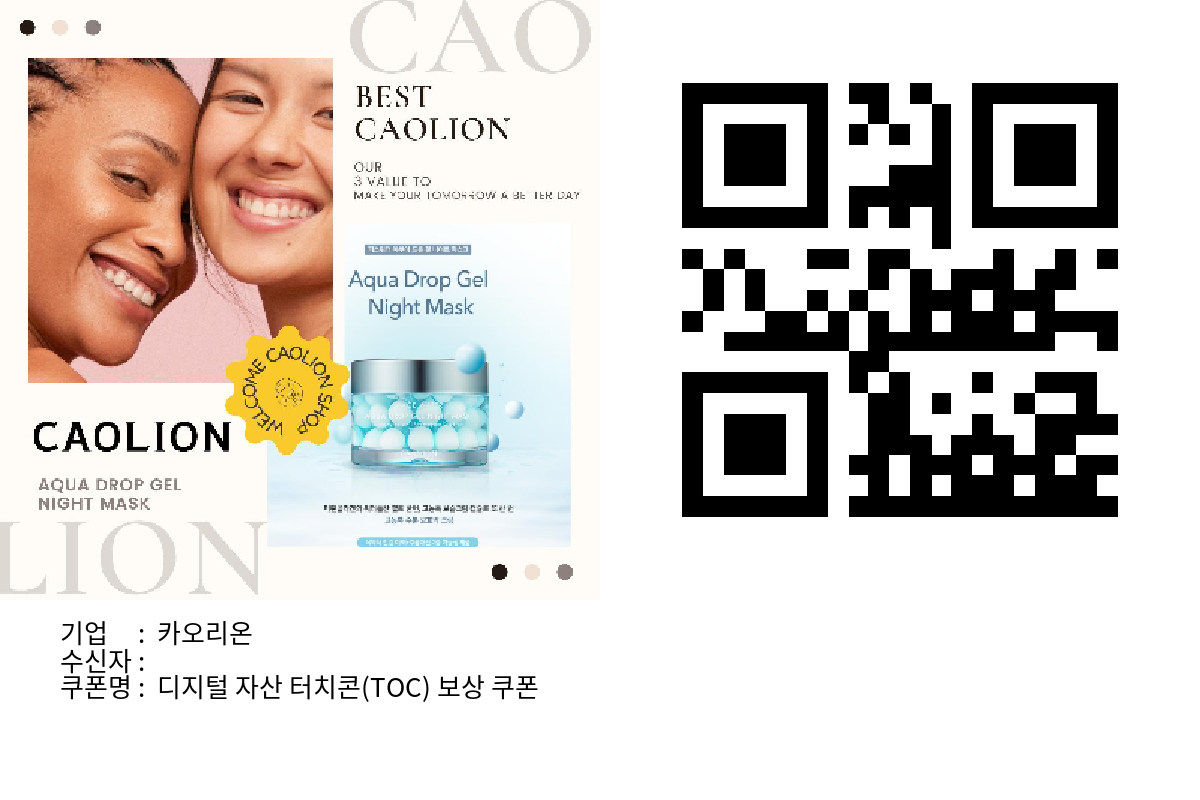 CAO
BEST
CAOLION
OUR
3 VALUE TO
MAKE YOUR TOMORROW A BETTER DAY
Aqua Drop Gel
Night Mask
WELCOME CAOLION SHOP
CAOLION
AQUA DROP GEL
NIGHT MASK
LION
기업 : 카오리온
수신자 :
쿠폰명 : 디지털 자산 터치콘(TOC) 보상 쿠폰